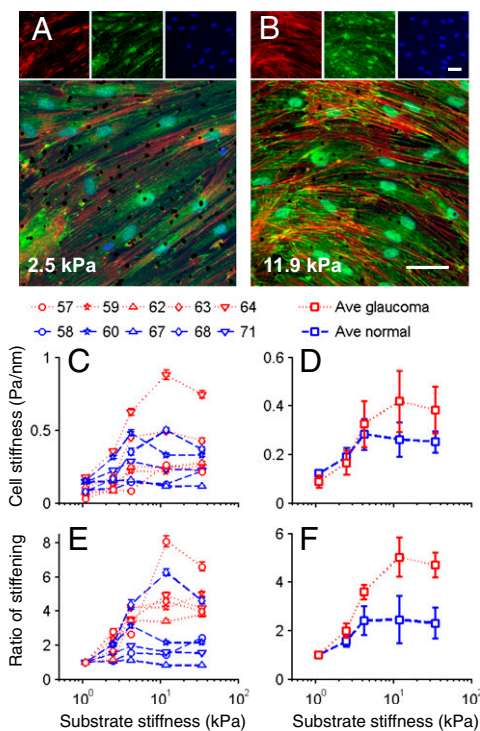 A B
2.5 kPa 11.9 kPa
57 59 62 63 64 Ave glaucoma
58 60 67 68 71 Ave normal
C D
Cell stiffness (Pa/nm)
1 0.5 0
0.6 0.4 0.2 0
E F
Ratio of stiffening
8 6 4 2 0
6 4 2 0
10⁰ 10¹ 10² 10⁰ 10¹ 10²
Substrate stiffness (kPa) Substrate stiffness (kPa)